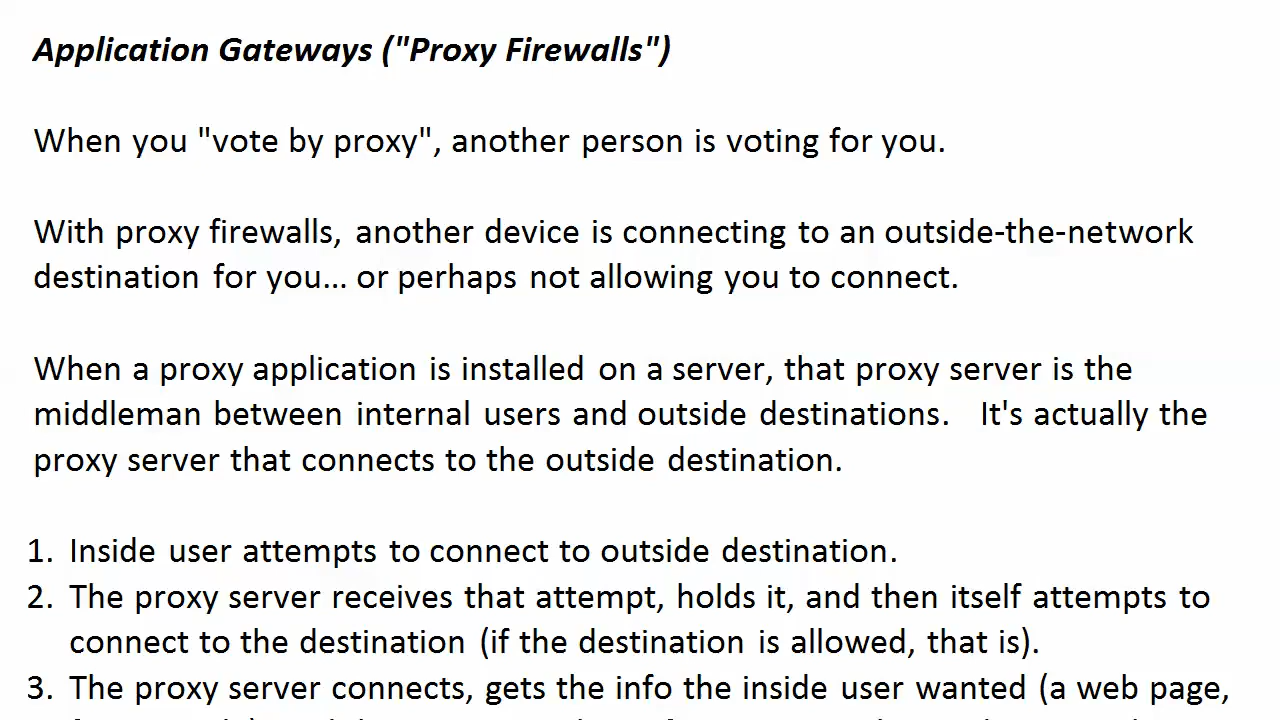 Application Gateways ("Proxy Firewalls")
When you "vote by proxy", another person is voting for you.
With proxy firewalls, another device is connecting to an outside-the-network
destination for you... or perhaps not allowing you to connect.
When a proxy application is installed on a server, that proxy server is the
middleman between internal users and outside destinations.   It's actually the
proxy server that connects to the outside destination.
1. Inside user attempts to connect to outside destination.
2. The proxy server receives that attempt, holds it, and then itself attempts to
connect to the destination (if the destination is allowed, that is).
3. The proxy server connects, gets the info the inside user wanted (a web page,